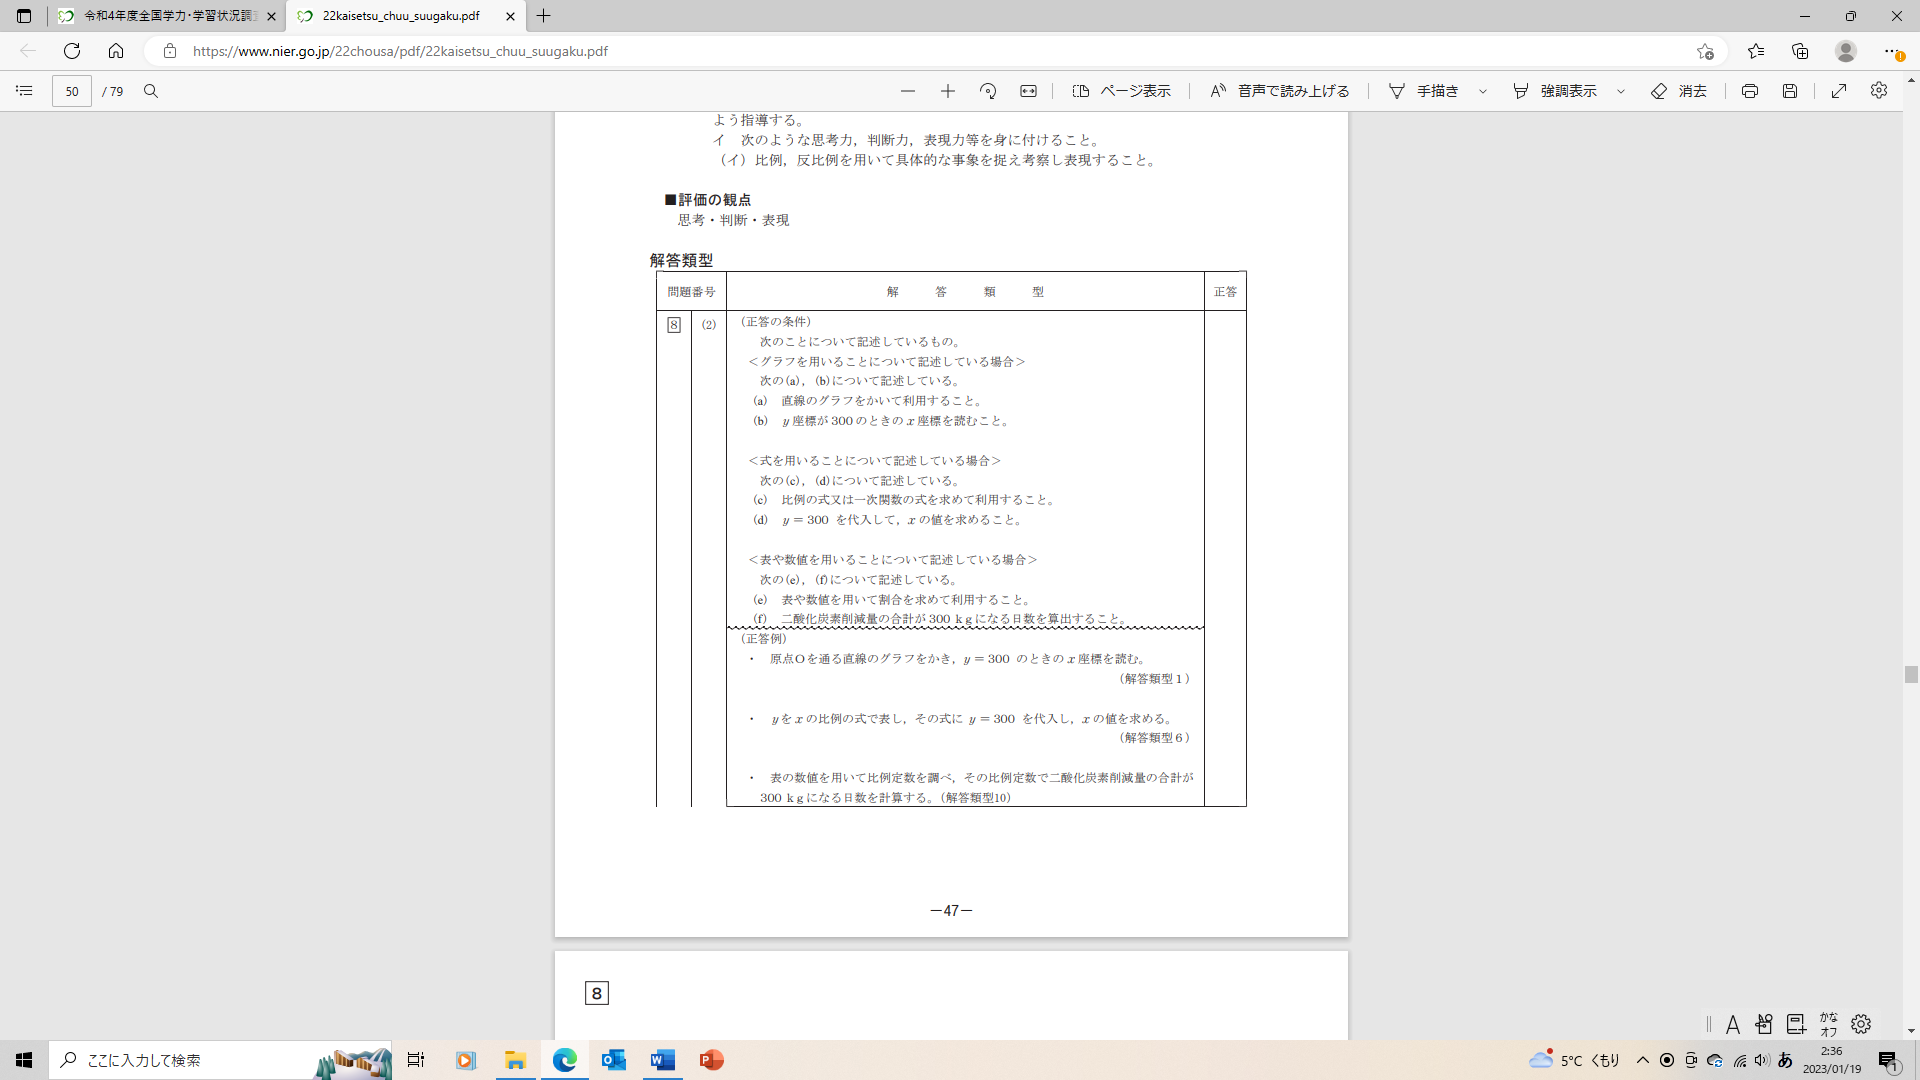 令和4年度全国学力･学習状況調
22kaisetsu_chuu_suugaku.pdf
https://www.nier.go.jp/22chousa/pdf/22kaisetsu_chuu_suugaku.pdf
50 / 79
ページ表示
音声で読み上げる
手描き
強調表示
消去
よう指導する。
イ 次のような思考力，判断力，表現力等を身に付けること。
（イ）比例，反比例を用いて具体的な事象を捉え考察し表現すること。
■評価の観点
思考・判断・表現
解答類型
問題番号 解答類型 正答
8 (2) （正答の条件）
次のことについて記述しているもの。
＜グラフを用いることについて記述している場合＞
次の(a)，(b)について記述している。
(a) 直線のグラフをかいて利用すること。
(b) y座標が300のときのx座標を読むこと。
＜式を用いることについて記述している場合＞
次の(c)，(d)について記述している。
(c) 比例の式又は一次関数の式を求めて利用すること。
(d) y＝300 を代入して，xの値を求めること。
＜表や数値を用いることについて記述している場合＞
次の(e)，(f)について記述している。
(e) 表や数値を用いて割合を求めて利用すること。
(f) 二酸化炭素削減量の合計が300 kgになる日数を算出すること。
（正答例）
・ 原点Oを通る直線のグラフをかき，y＝300 のときのx座標を読む。
（解答類型１）
・ yをxの比例の式で表し，その式に y＝300 を代入し，xの値を求める。
（解答類型６）
・ 表の数値を用いて比例定数を調べ，その比例定数で二酸化炭素削減量の合計が
300 kgになる日数を計算する。（解答類型10）
－47－
8
A
かな
オフ
ここに入力して検索
5°C くもり
あ
2:36
2023/01/19
1